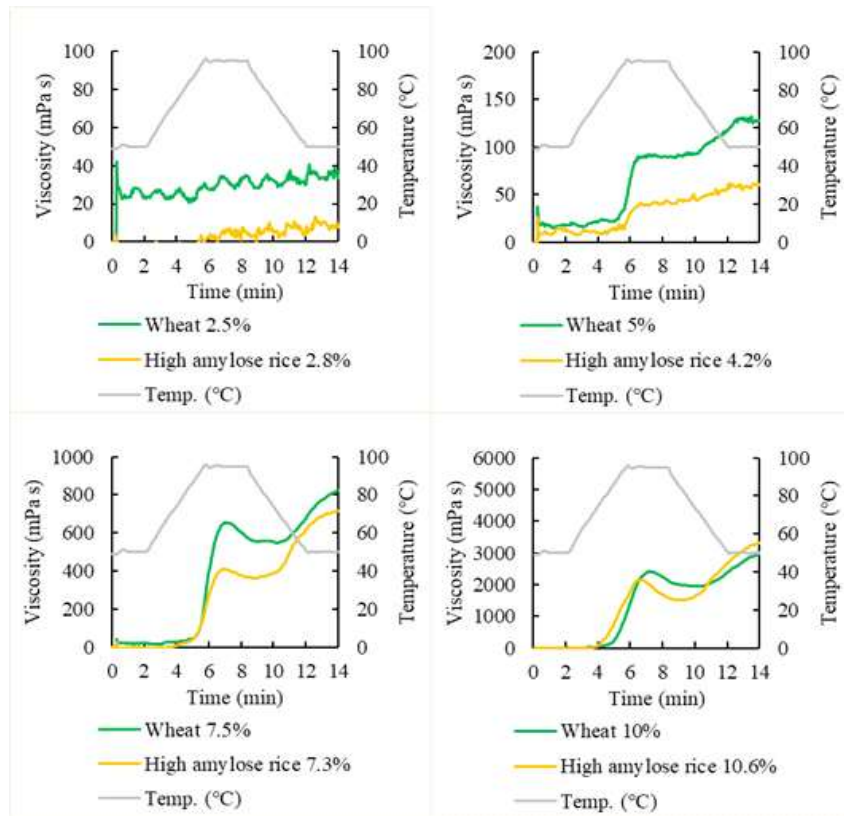 100
80
60
40
20
0
Viscosity (mPa s)
100
80
60
40
20
0
Temperature (°C)
0 2 4 6 8 10 12 14
Time (min)
Wheat 2.5%
High amylose rice 2.8%
Temp. (°C)
200
150
100
50
0
Viscosity (mPa s)
100
80
60
40
20
0
Temperature (°C)
0 2 4 6 8 10 12 14
Time (min)
Wheat 5%
High amylose rice 4.2%
Temp. (°C)
1000
800
600
400
200
0
Viscosity (mPa s)
100
80
60
40
20
0
Temperature (°C)
0 2 4 6 8 10 12 14
Time (min)
Wheat 7.5%
High amylose rice 7.3%
Temp. (°C)
6000
5000
4000
3000
2000
1000
0
Viscosity (mPa s)
100
80
60
40
20
0
Temperature (°C)
0 2 4 6 8 10 12 14
Time (min)
Wheat 10%
High amylose rice 10.6%
Temp. (°C)